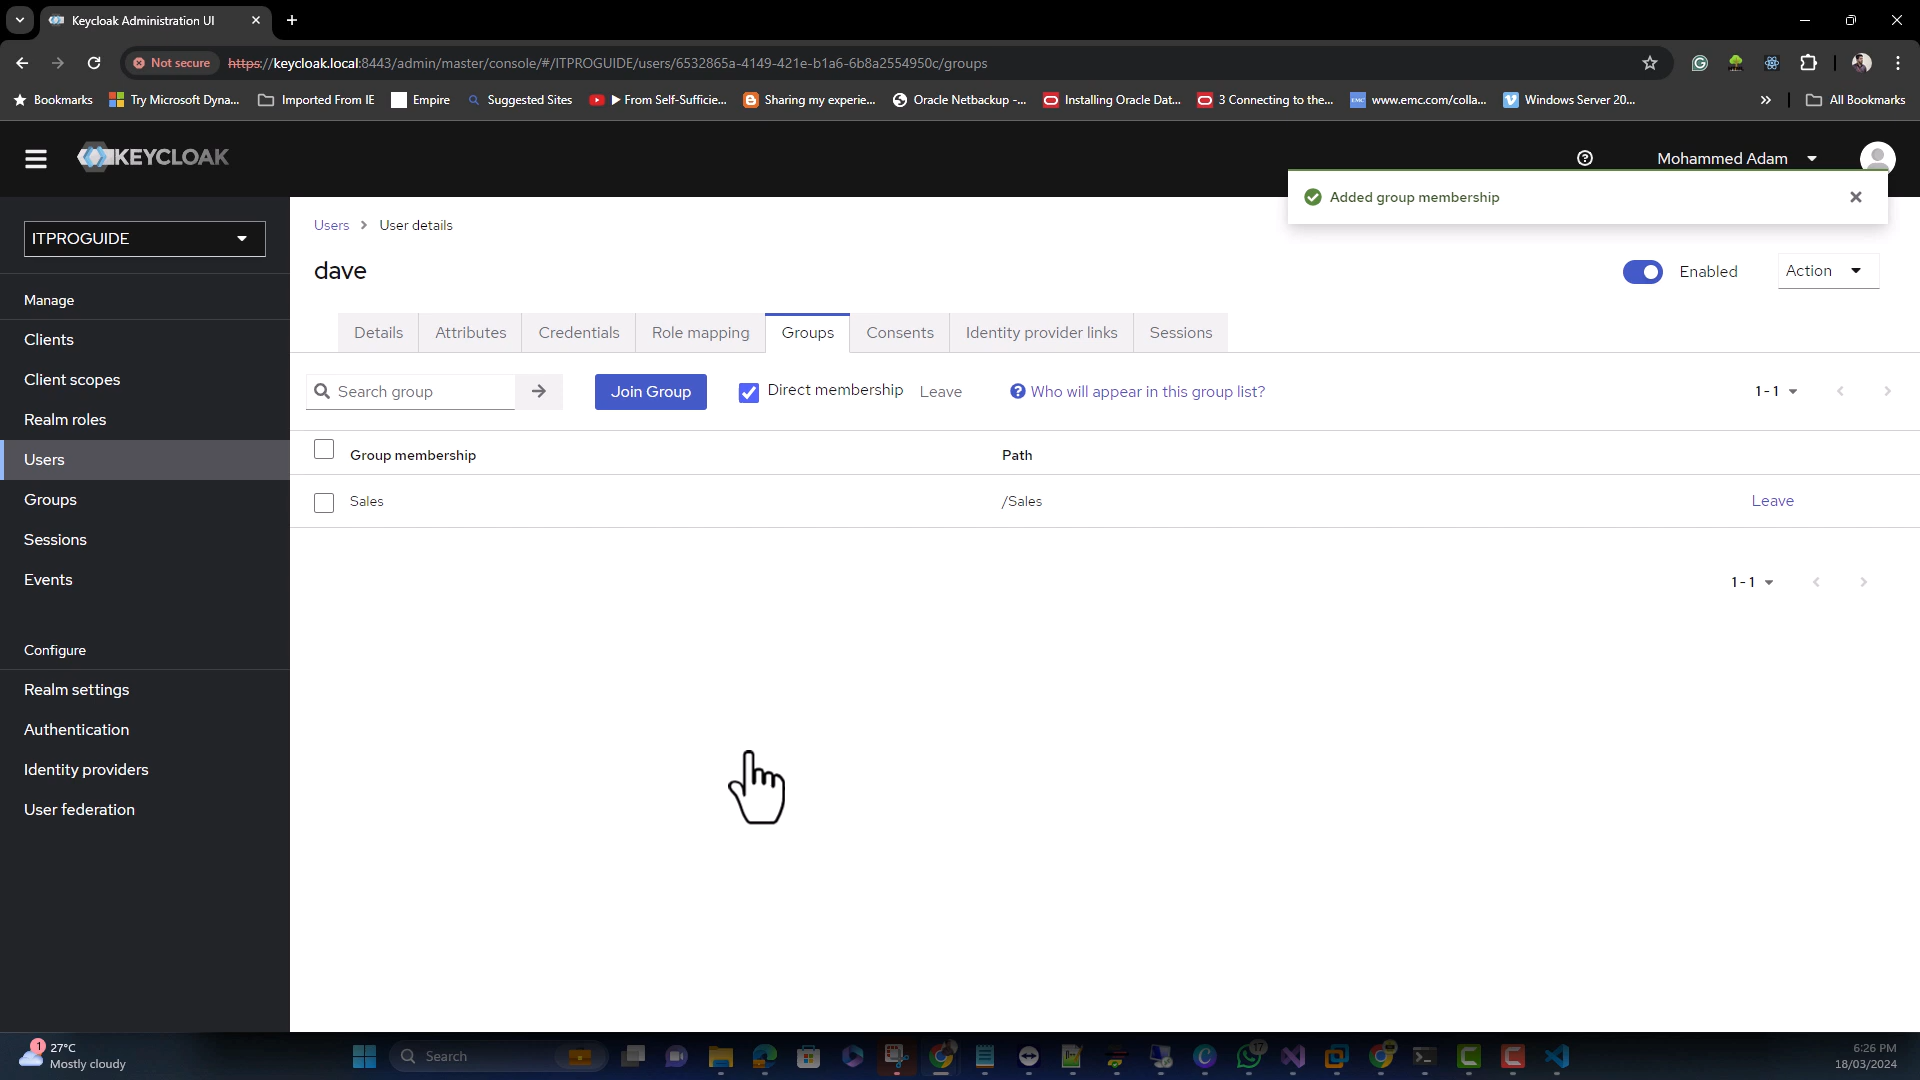 Keycloak Administration UI
Not secure
https://keycloak.local:8443/admin/master/console/#/ITPROGUIDE/users/6532865a-4149-421e-b1a6-6b8a2554950c/groups
Bookmarks
Try Microsoft Dyna...
Imported From IE
Empire
Suggested Sites
▶ From Self-Sufficie...
Sharing my experie...
Oracle Netbackup -...
Installing Oracle Dat...
3 Connecting to the...
www.emc.com/colla...
Windows Server 20...
»
All Bookmarks
KEYCLOAK
Mohammed Adam
Added group membership
ITPROGUIDE
Manage
Clients
Client scopes
Realm roles
Users
Groups
Sessions
Events
Configure
Realm settings
Authentication
Identity providers
User federation
Users > User details
dave
Enabled
Action
Details
Attributes
Credentials
Role mapping
Groups
Consents
Identity provider links
Sessions
Search group
Join Group
Direct membership
Leave
Who will appear in this group list?
1 - 1
Group membership
Path
Sales
/Sales
Leave
1 - 1
1
27°C
Mostly cloudy
Search
17
6:26 PM
18/03/2024